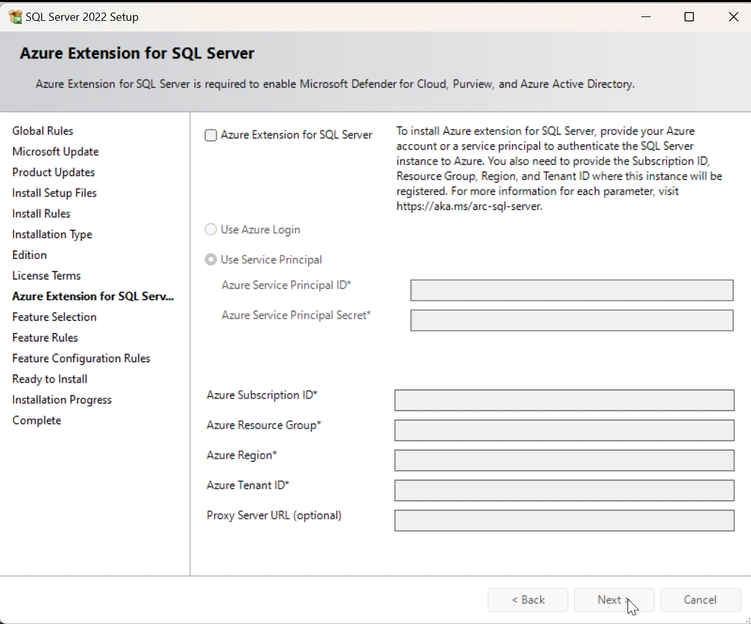 SQL Server 2022 Setup
Azure Extension for SQL Server
Azure Extension for SQL Server is required to enable Microsoft Defender for Cloud, Purview, and Azure Active Directory.
Global Rules
Microsoft Update
Product Updates
Install Setup Files
Install Rules
Installation Type
Edition
License Terms
Azure Extension for SQL Serv...
Feature Selection
Feature Rules
Feature Configuration Rules
Ready to Install
Installation Progress
Complete
Azure Extension for SQL Server
To install Azure extension for SQL Server, provide your Azure
account or a service principal to authenticate the SQL Server
instance to Azure. You also need to provide the Subscription ID,
Resource Group, Region, and Tenant ID where this instance will be
registered. For more information for each parameter, visit
https://aka.ms/arc-sql-server.
Use Azure Login
Use Service Principal
Azure Service Principal ID*
Azure Service Principal Secret*
Azure Subscription ID*
Azure Resource Group*
Azure Region*
Azure Tenant ID*
Proxy Server URL (optional)
< Back
Next >
Cancel